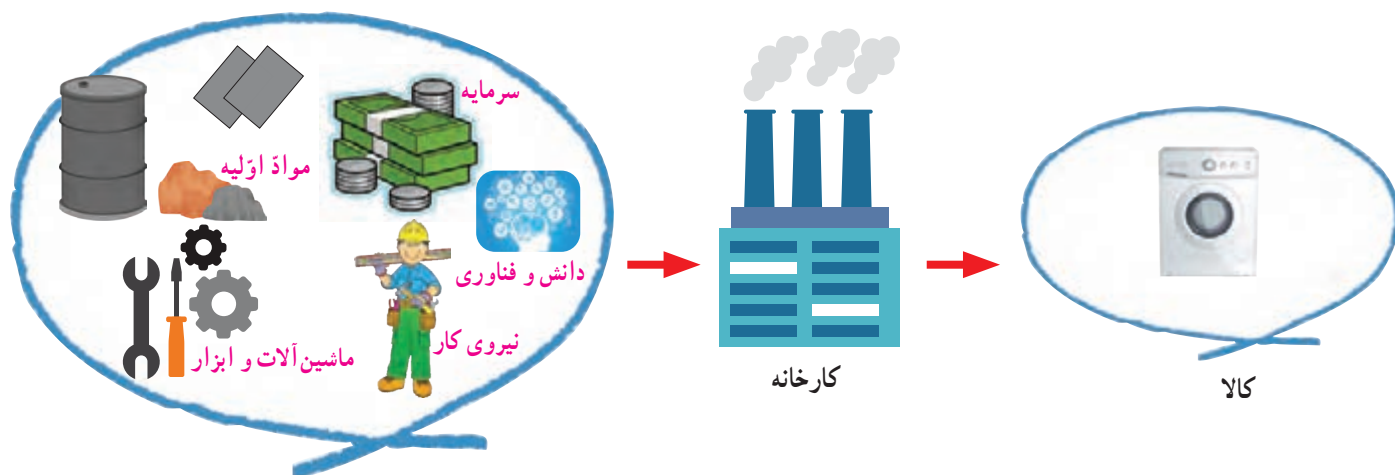 سرمایه
موادّ اوّلیه
دانش و فناوری
نیروی کار
ماشین‌آلات و ابزار
کارخانه
کالا